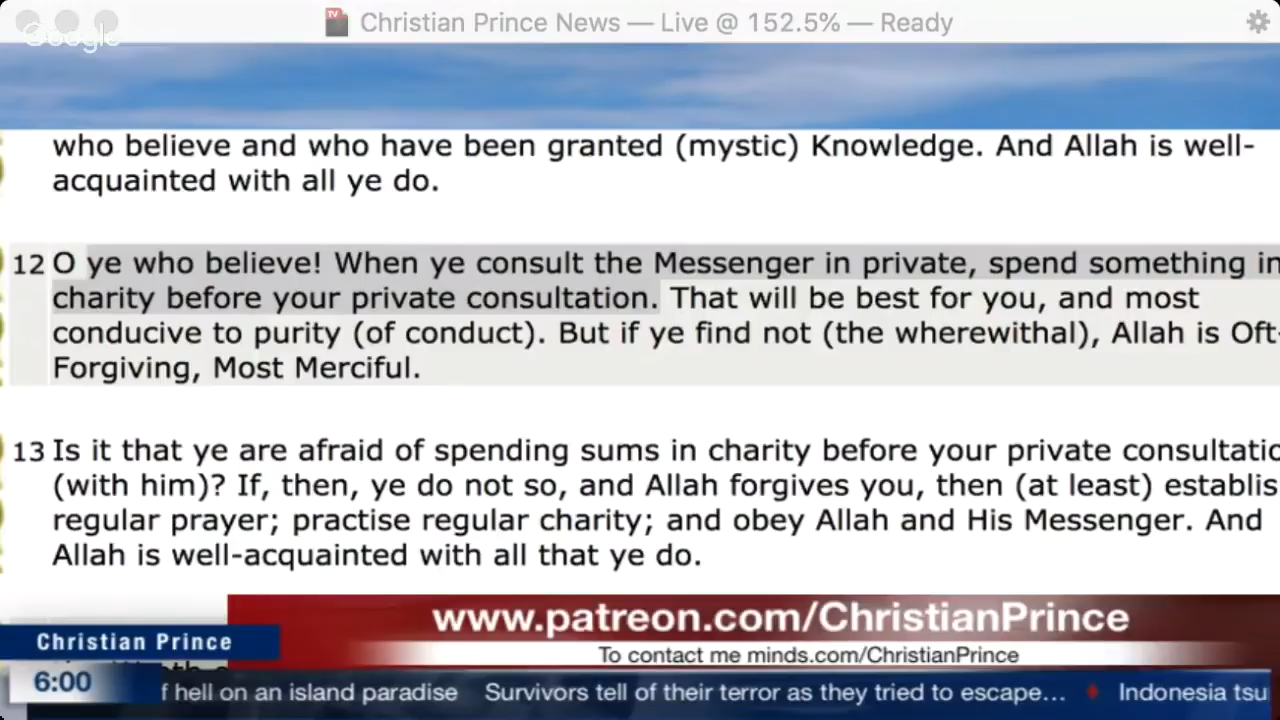 Christian Prince News — Live @ 152.5% — Ready
Google
who believe and who have been granted (mystic) Knowledge. And Allah is well-
acquainted with all ye do.
12 O ye who believe! When ye consult the Messenger in private, spend something in
charity before your private consultation. That will be best for you, and most
conducive to purity (of conduct). But if ye find not (the wherewithal), Allah is Oft-
Forgiving, Most Merciful.
13 Is it that ye are afraid of spending sums in charity before your private consultatio
(with him)? If, then, ye do not so, and Allah forgives you, then (at least) establis
regular prayer; practise regular charity; and obey Allah and His Messenger. And
Allah is well-acquainted with all that ye do.
www.patreon.com/ChristianPrince
Christian Prince
To contact me minds.com/ChristianPrince
6:00
f hell on an island paradise Survivors tell of their terror as they tried to escape... Indonesia tsu